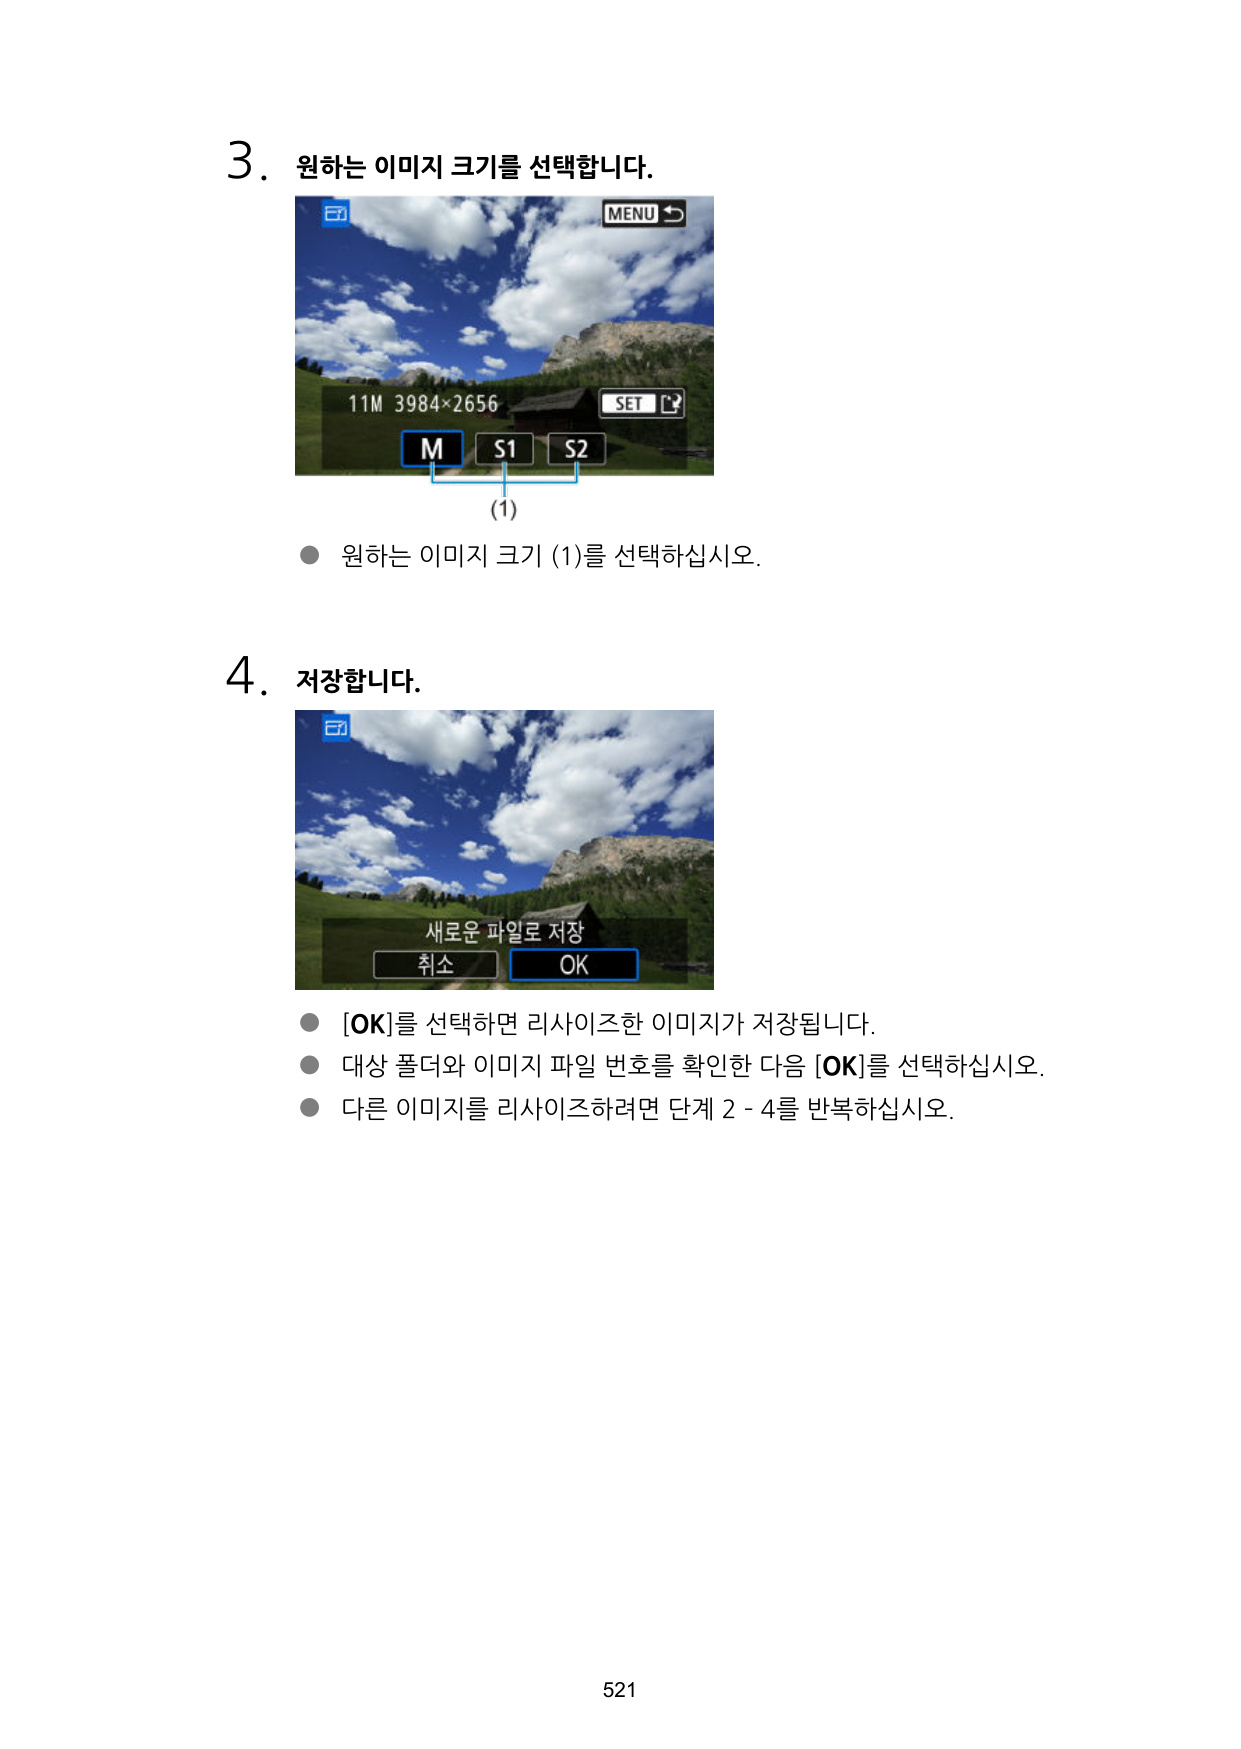 3. 원하는 이미지 크기를 선택합니다.
MENU
11M 3984×2656
SET
M S1 S2
(1)
● 원하는 이미지 크기 (1)를 선택하십시오.
4. 저장합니다.
새로운 파일로 저장
취소 OK
● [OK]를 선택하면 리사이즈한 이미지가 저장됩니다.
● 대상 폴더와 이미지 파일 번호를 확인한 다음 [OK]를 선택하십시오.
● 다른 이미지를 리사이즈하려면 단계 2 - 4를 반복하십시오.
521